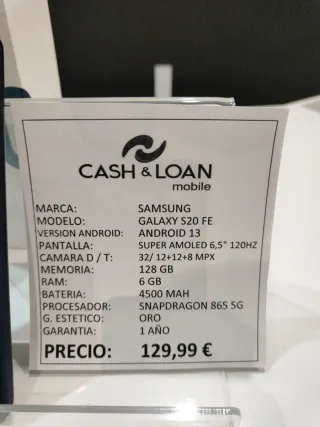 CASH & LOAN
mobile
MARCA: SAMSUNG
MODELO: GALAXY S20 FE
VERSION ANDROID: ANDROID 13
PANTALLA: SUPER AMOLED 6,5" 120HZ
CAMARA D / T: 32/ 12+12+8 MPX
MEMORIA: 128 GB
RAM: 6 GB
BATERIA: 4500 MAH
PROCESADOR: SNAPDRAGON 865 5G
G. ESTETICO: ORO
GARANTIA: 1 AÑO
PRECIO: 129,99 €